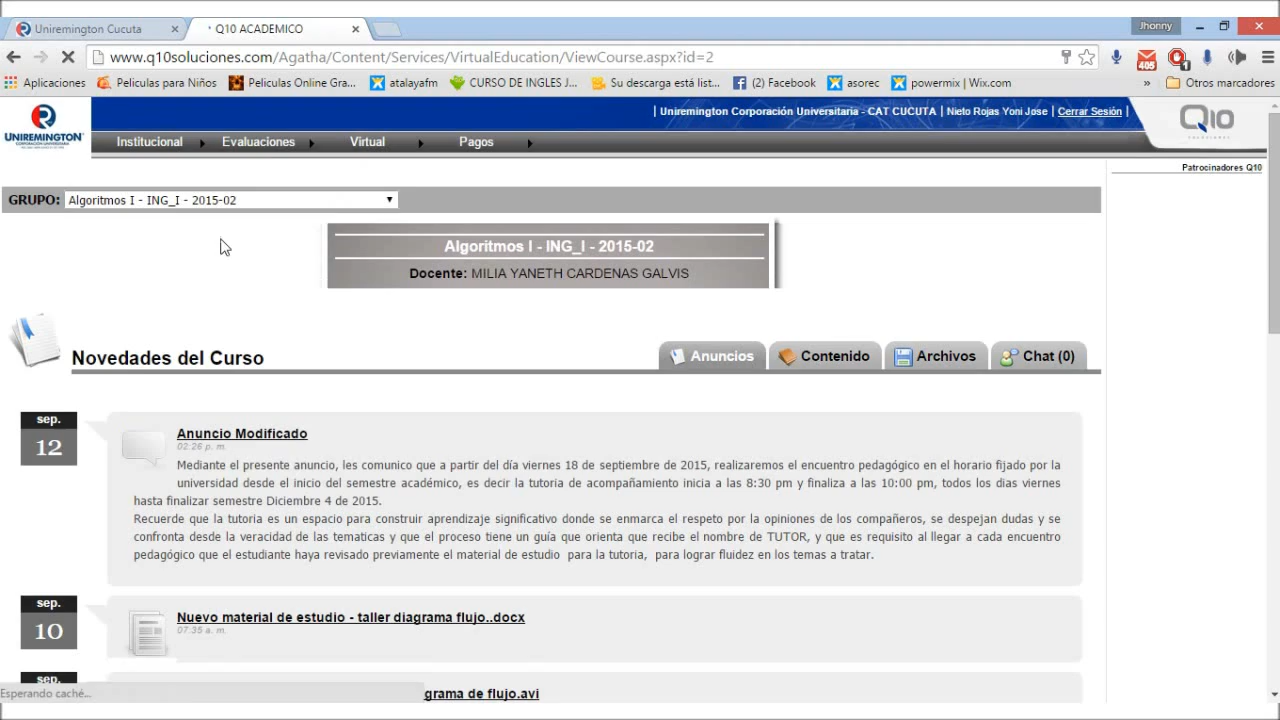 Uniremington Cucuta
Q10 ACADEMICO
Jhonny
www.q10soluciones.com/Agatha/Content/Services/VirtualEducation/ViewCourse.aspx?id=2
405
1
Aplicaciones
Peliculas para Niños
Peliculas Online Gra...
atalayafm
CURSO DE INGLES J...
Su descarga está list...
(2) Facebook
asorec
powermix | Wix.com
»
Otros marcadores
UNIREMINGTON
CORPORACIÓN UNIVERSITARIA
| Uniremington Corporación Universitaria - CAT CUCUTA | Nieto Rojas Yoni Jose | Cerrar Sesión |
Q10
SOLUCIONES
Institucional
Evaluaciones
Virtual
Pagos
Patrocinadores Q10
GRUPO: Algoritmos I - ING_I - 2015-02
Algoritmos I - ING_I - 2015-02
Docente: MILIA YANETH CARDENAS GALVIS
Novedades del Curso
Anuncios
Contenido
Archivos
Chat (0)
sep.
12
Anuncio Modificado
02:26 p. m.
Mediante el presente anuncio, les comunico que a partir del día viernes 18 de septiembre de 2015, realizaremos el encuentro pedagógico en el horario fijado por la
universidad desde el inicio del semestre académico, es decir la tutoria de acompañamiento inicia a las 8:30 pm y finaliza a las 10:00 pm, todos los dias viernes
hasta finalizar semestre Diciembre 4 de 2015.
Recuerde que la tutoria es un espacio para construir aprendizaje significativo donde se enmarca el respeto por la opiniones de los compañeros, se despejan dudas y se
confronta desde la veracidad de las tematicas y que el proceso tiene un guía que orienta que recibe el nombre de TUTOR, y que es requisito al llegar a cada encuentro
pedagógico que el estudiante haya revisado previamente el material de estudio para la tutoria, para lograr fluidez en los temas a tratar.
sep.
10
Nuevo material de estudio - taller diagrama flujo..docx
07:35 a. m.
sep.
grama de flujo.avi
Esperando caché...